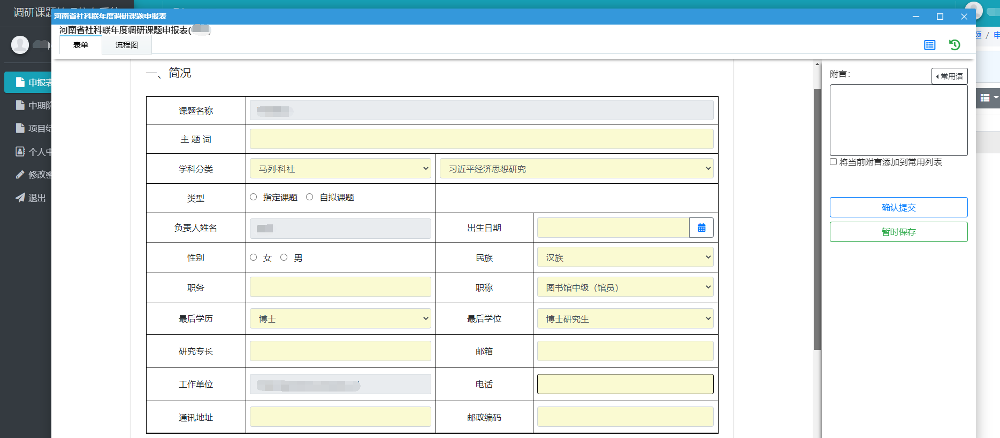 调研课题
河南省社科联年度调研课题申报表
河南省社科联年度调研课题申报表(
表单
流程图
题 / 申
申报表
中期阶
项目结
个人中
修改密
退出
一、简况
课题名称
主 题 词
学科分类 马列·科社 习近平经济思想研究
类型 指定课题 自拟课题
负责人姓名 出生日期
性别 女 男 民族 汉族
职务 职称 图书馆中级（馆员）
最后学历 博士 最后学位 博士研究生
研究专长 邮箱
工作单位 电话
通讯地址 邮政编码
附言：
常用语
将当前附言添加到常用列表
确认提交
暂时保存